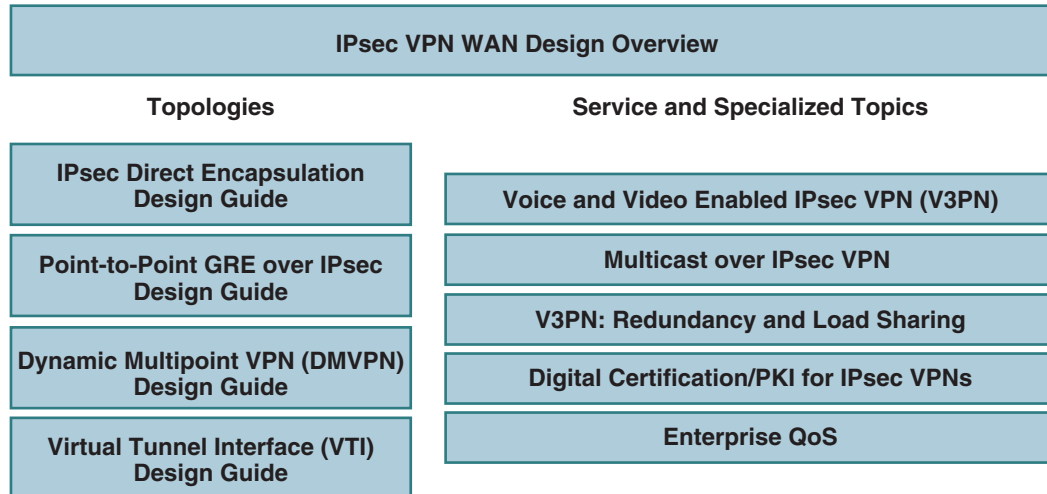 IPsec VPN WAN Design Overview
Topologies
IPsec Direct Encapsulation
Design Guide
Point-to-Point GRE over IPsec
Design Guide
Dynamic Multipoint VPN (DMVPN)
Design Guide
Virtual Tunnel Interface (VTI)
Design Guide
Service and Specialized Topics
Voice and Video Enabled IPsec VPN (V3PN)
Multicast over IPsec VPN
V3PN: Redundancy and Load Sharing
Digital Certification/PKI for IPsec VPNs
Enterprise QoS